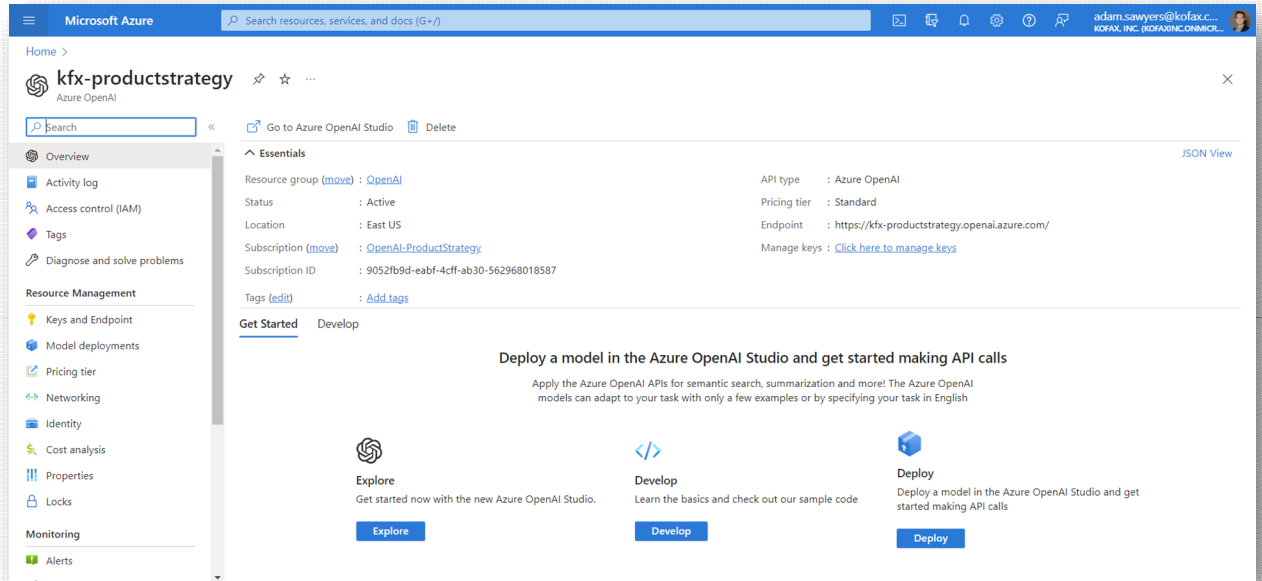 Microsoft Azure
Search resources, services, and docs (G+/)
adam.sawyers@kofax.c...
KOFAX, INC. (KOFAXINC.ONMICR...
Home >
kfx-productstrategy
Azure OpenAI
Search
Go to Azure OpenAI Studio
Delete
Overview
Activity log
Access control (IAM)
Tags
Diagnose and solve problems
Resource Management
Keys and Endpoint
Model deployments
Pricing tier
Networking
Identity
Cost analysis
Properties
Locks
Monitoring
Alerts
Essentials
JSON View
Resource group (move) : OpenAI
Status : Active
Location : East US
Subscription (move) : OpenAI-ProductStrategy
Subscription ID : 9052fb9d-eabf-4cff-ab30-562968018587
Tags (edit) : Add tags
API type : Azure OpenAI
Pricing tier : Standard
Endpoint : https://kfx-productstrategy.openai.azure.com/
Manage keys : Click here to manage keys
Get Started
Develop
Deploy a model in the Azure OpenAI Studio and get started making API calls
Apply the Azure OpenAI APIs for semantic search, summarization and more! The Azure OpenAI
models can adapt to your task with only a few examples or by specifying your task in English
Explore
Get started now with the new Azure OpenAI Studio.
Explore
Develop
Learn the basics and check out our sample code
Develop
Deploy
Deploy a model in the Azure OpenAI Studio and get
started making API calls
Deploy